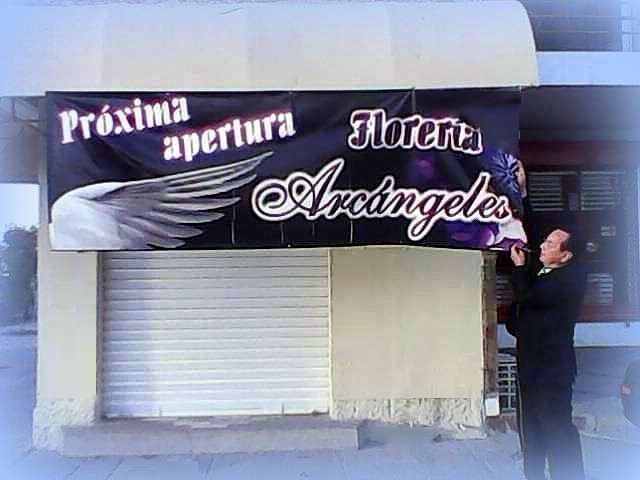 Próxima
apertura
Florería
Arcángeles